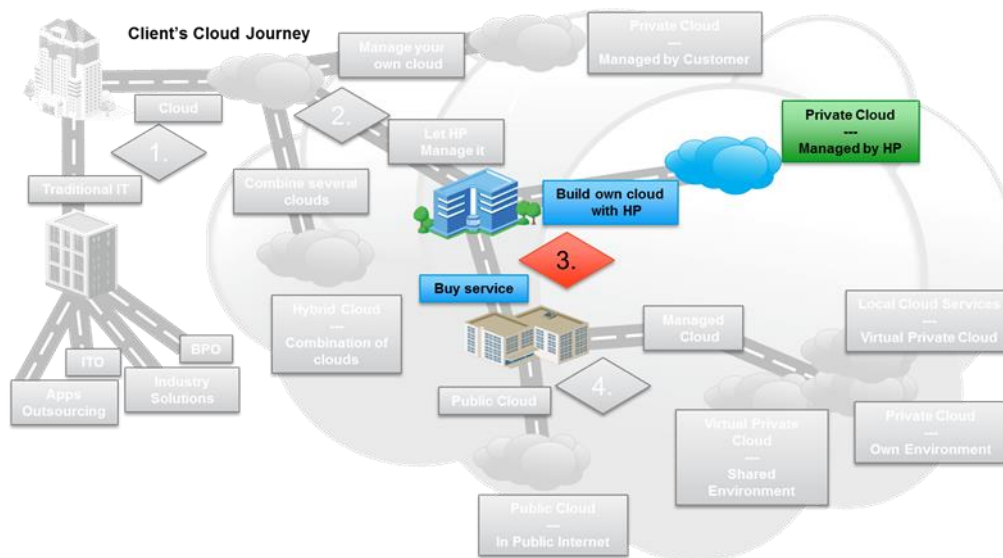 Client's Cloud Journey
Private Cloud
---
Managed by Customer
Manage your
own cloud
Cloud
1.
2.
Private Cloud
---
Managed by HP
Let HP
Manage it
Traditional IT
Combine several
clouds
Build own cloud
with HP
3.
Buy service
Hybrid Cloud
---
Combination of
clouds
Managed
Cloud
Local Cloud Services
---
Virtual Private Cloud
BPO
ITO
Industry
Solutions
Apps
Outsourcing
4.
Public Cloud
Virtual Private
Cloud
---
Shared
Environment
Private Cloud
---
Own Environment
Public Cloud
---
In Public Internet